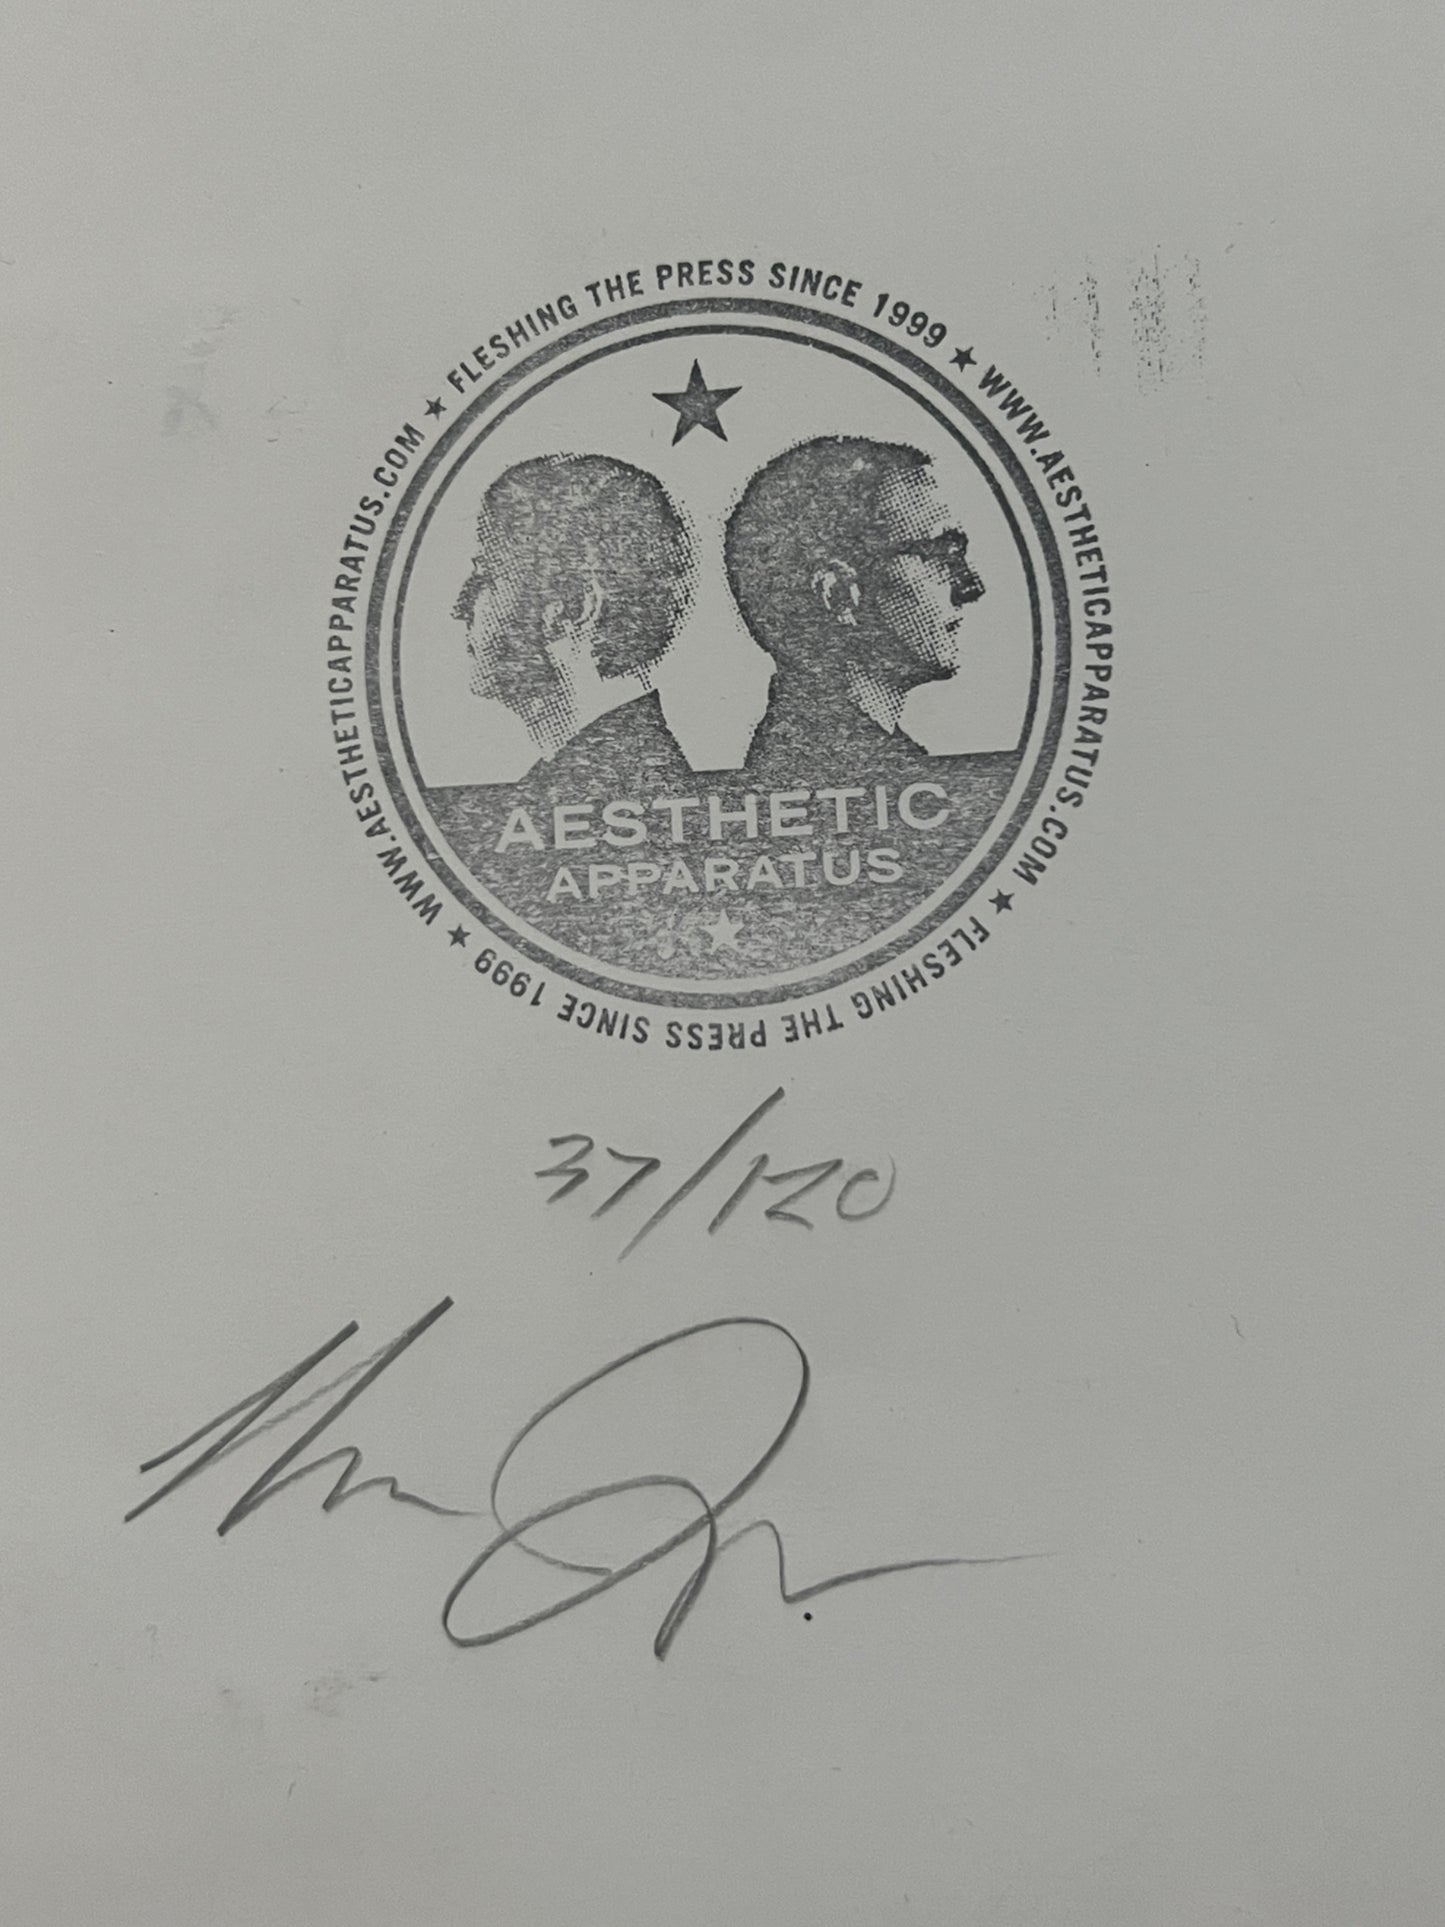 FLESHING THE PRESS SINCE 1999 ★ WWW.AESTHETICAPPARATUS.COM ★ FLESHING THE PRESS SINCE 1999 ★ WWW.AESTHETICAPPARATUS.COM ★
AESTHETIC
APPARATUS
37/120